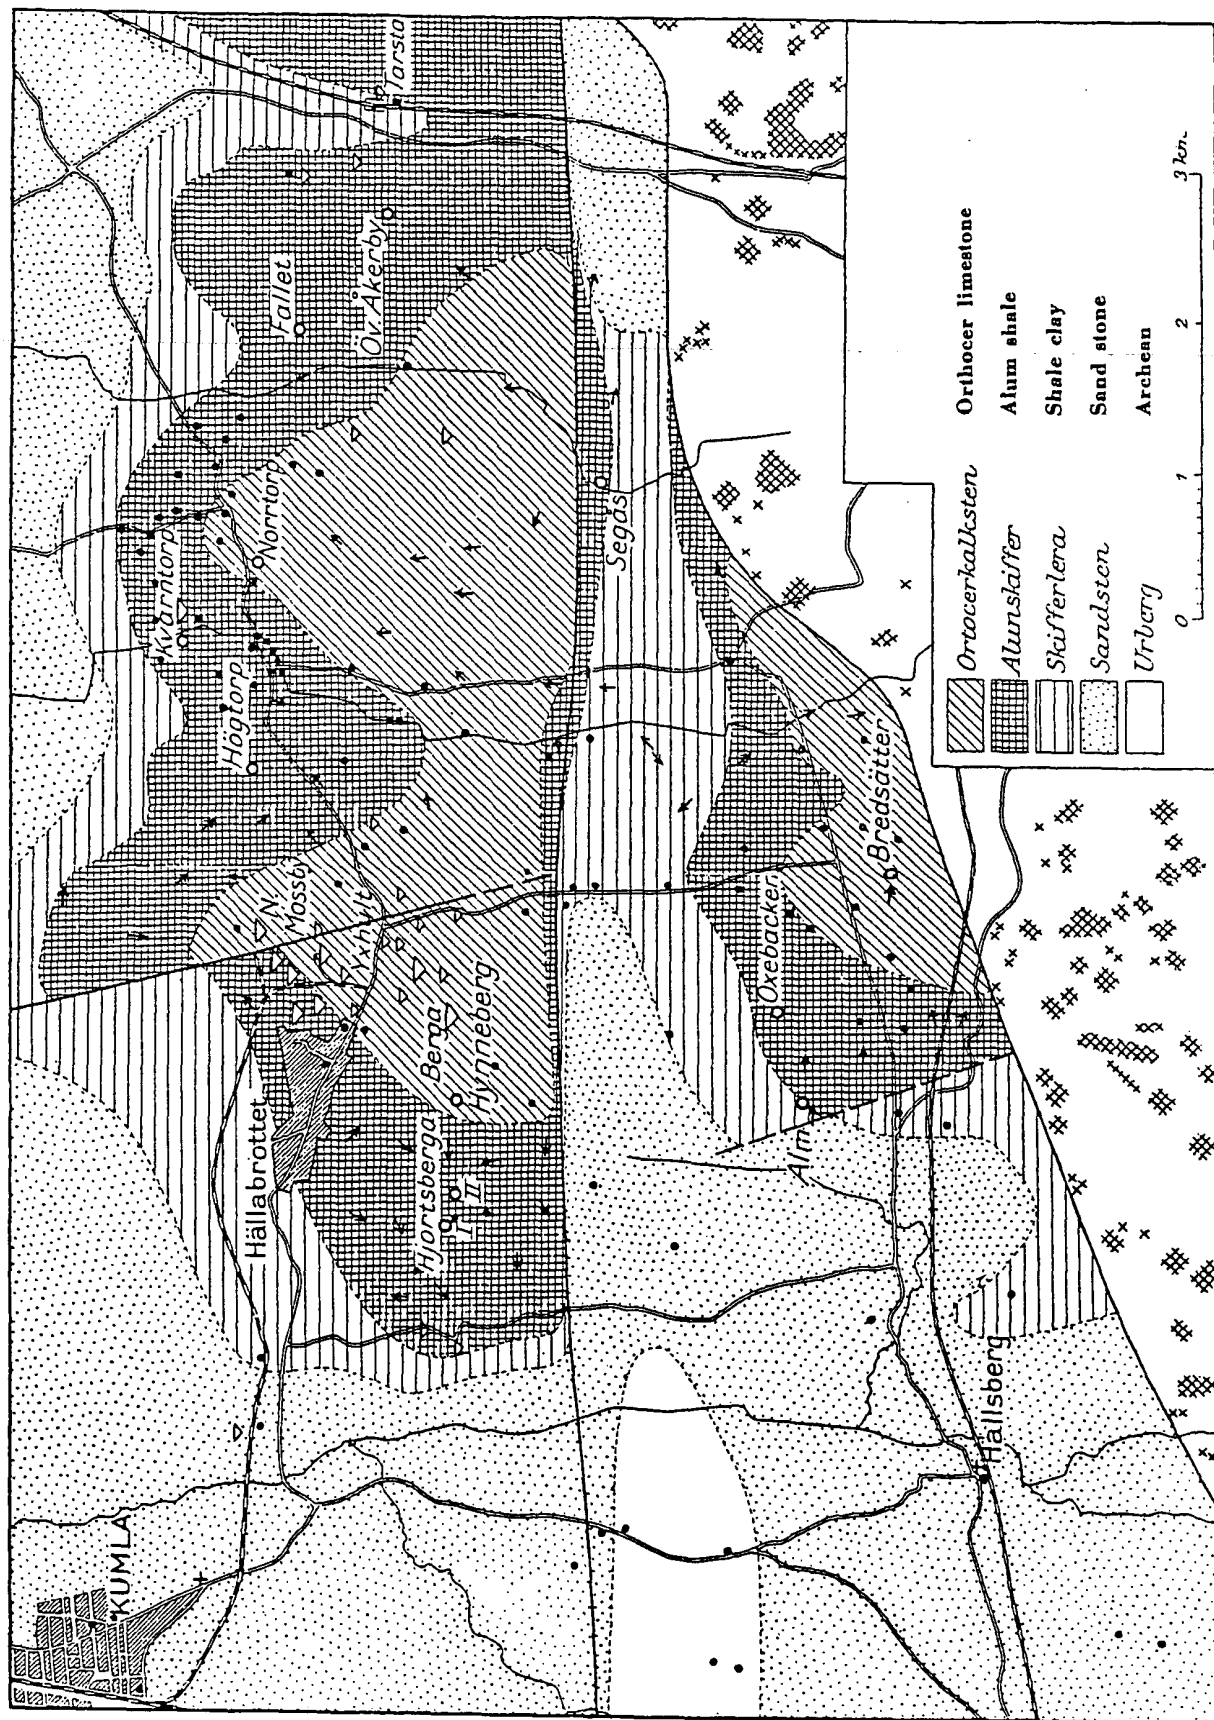 KUMLA
Hällabrottet
Hjortsberga
I II
Berga
Hynneberg
N.
Mossby
Yxhult
Högtorp
Kvarntorp
Norrtorp
Fallet
Öv. Åkerby
Tarsta
Segås
Hallsberg
Alm
Oxebacken
Bredsätter
Ortocerkalksten Orthocer limestone
Alunskiffer Alum shale
Skifferlera Shale clay
Sandsten Sand stone
Urberg Archean
0 1 2 3 km.